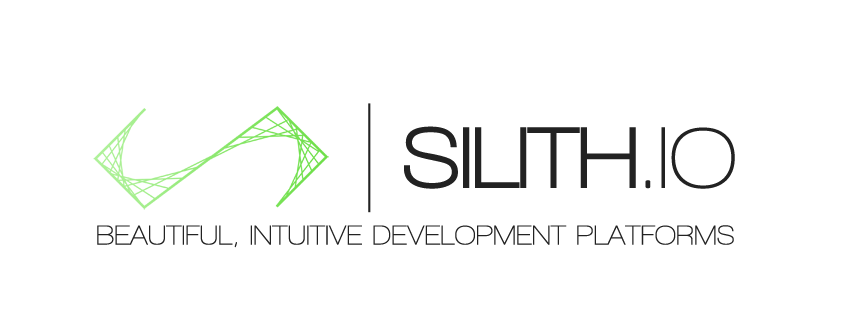 SILITH.IO
BEAUTIFUL, INTUITIVE DEVELOPMENT PLATFORMS